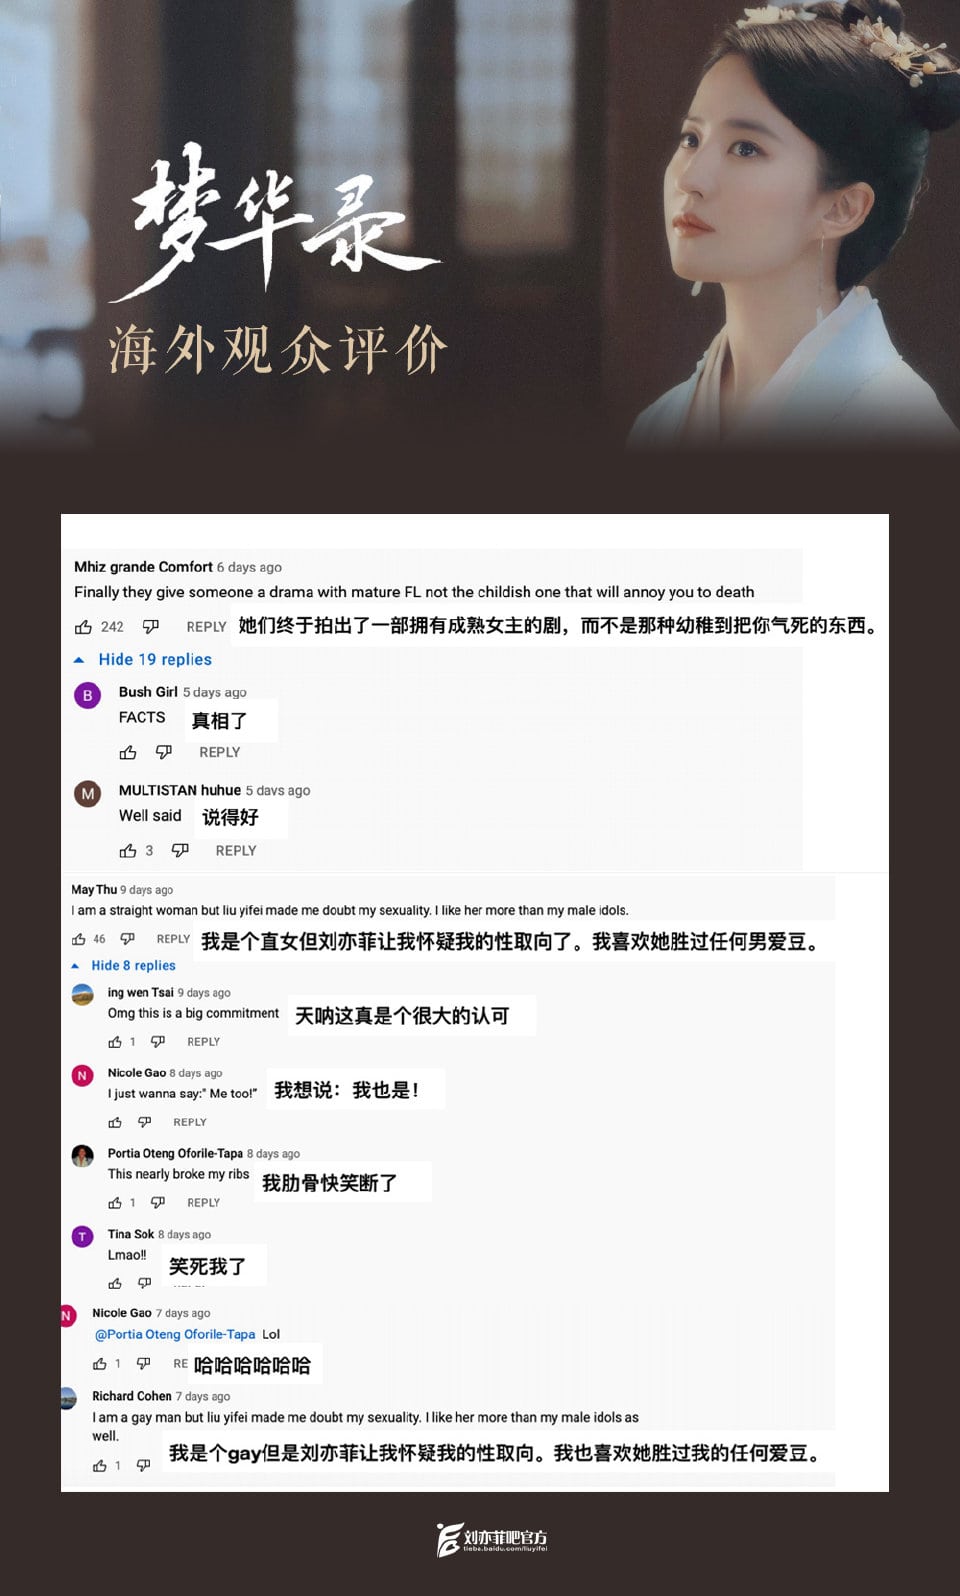 梦华录
海外观众评价
Mhiz grande Comfort 6 days ago
Finally they give someone a drama with mature FL not the childish one that will annoy you to death
242 REPLY 她们终于拍出了一部拥有成熟女主的剧，而不是那种幼稚到把你气死的东西。
Hide 19 replies
B Bush Girl 5 days ago
FACTS 真相了
REPLY
M MULTISTAN huhue 5 days ago
Well said 说得好
3 REPLY
May Thu 9 days ago
I am a straight woman but liu yifei made me doubt my sexuality. I like her more than my male idols.
46 REPLY 我是个直女但刘亦菲让我怀疑我的性取向了。我喜欢她胜过任何男爱豆。
Hide 8 replies
ing wen Tsai 9 days ago
Omg this is a big commitment 天呐这真是个很大的认可
1 REPLY
N Nicole Gao 8 days ago
I just wanna say:" Me too!" 我想说：我也是！
REPLY
Portia Oteng Oforile-Tapa 8 days ago
This nearly broke my ribs 我肋骨快笑断了
1 REPLY
T Tina Sok 8 days ago
Lmao!! 笑死我了
N Nicole Gao 7 days ago
@Portia Oteng Oforile-Tapa Lol
1 RE 哈哈哈哈哈哈
Richard Cohen 7 days ago
I am a gay man but liu yifei made me doubt my sexuality. I like her more than my male idols as
well.
1 我是个gay但是刘亦菲让我怀疑我的性取向。我也喜欢她胜过我的任何爱豆。
刘亦菲吧官方
tieba.baidu.com/liuyifei